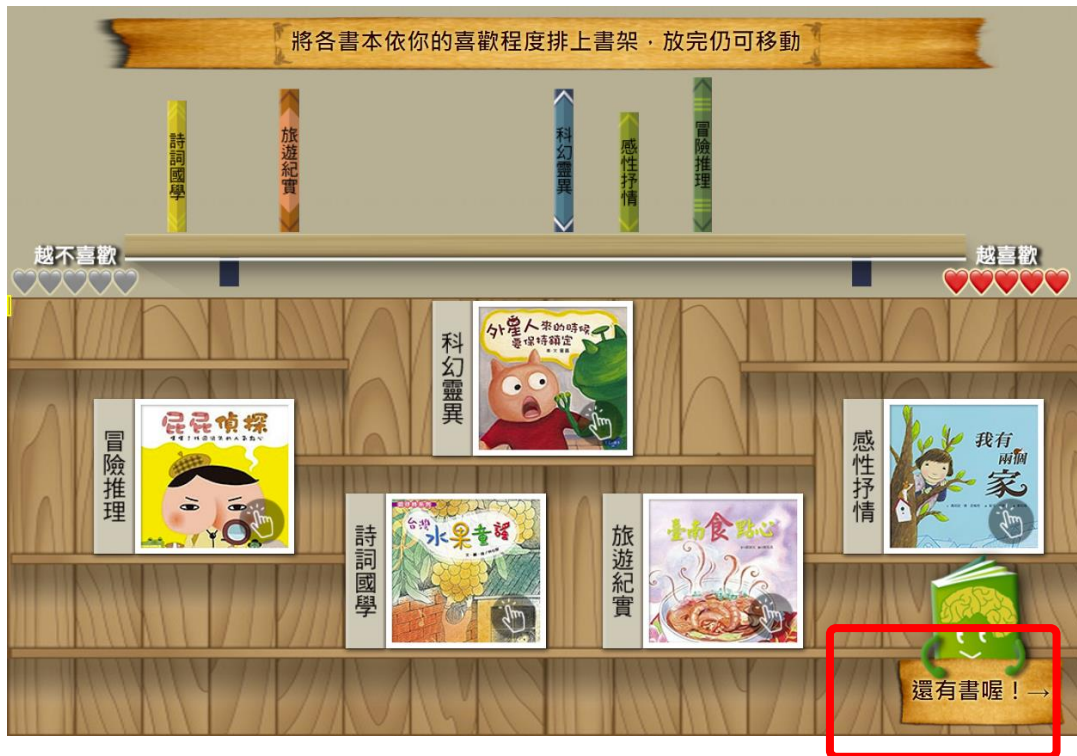 將各書本依你的喜歡程度排上書架，放完仍可移動
詩詞國學
旅遊紀實
科幻靈異
感性抒情
冒險推理
越不喜歡
越喜歡
科幻靈異
外星人來的時候
要保持鎮定
冒險推理
屁屁偵探
感性抒情
我有
兩個
家
詩詞國學
台灣
水果童謠
旅遊紀實
臺南食點心
還有書喔！→